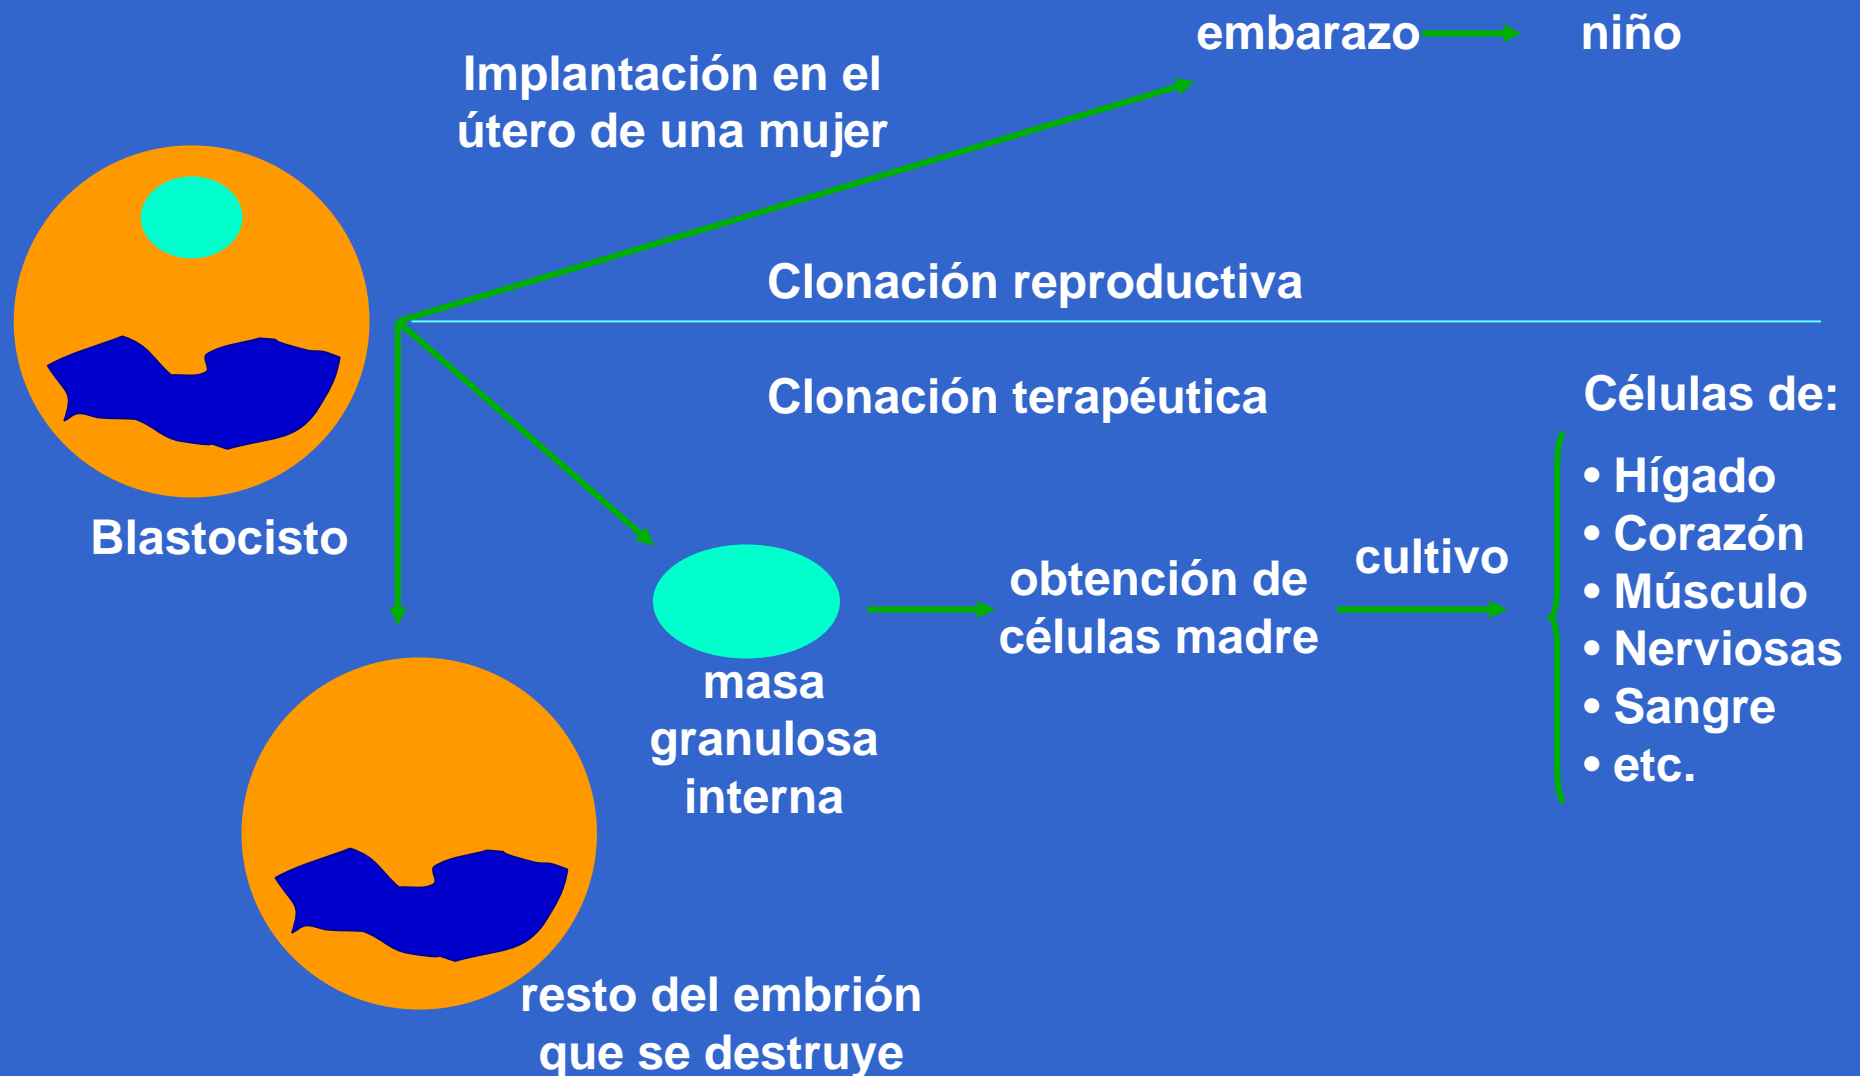 embarazo
niño
Implantación en el
útero de una mujer
Clonación reproductiva
Clonación terapéutica
Blastocisto
masa
granulosa
interna
obtención de
células madre
cultivo
Células de:
• Hígado
• Corazón
• Músculo
• Nerviosas
• Sangre
• etc.
resto del embrión
que se destruye